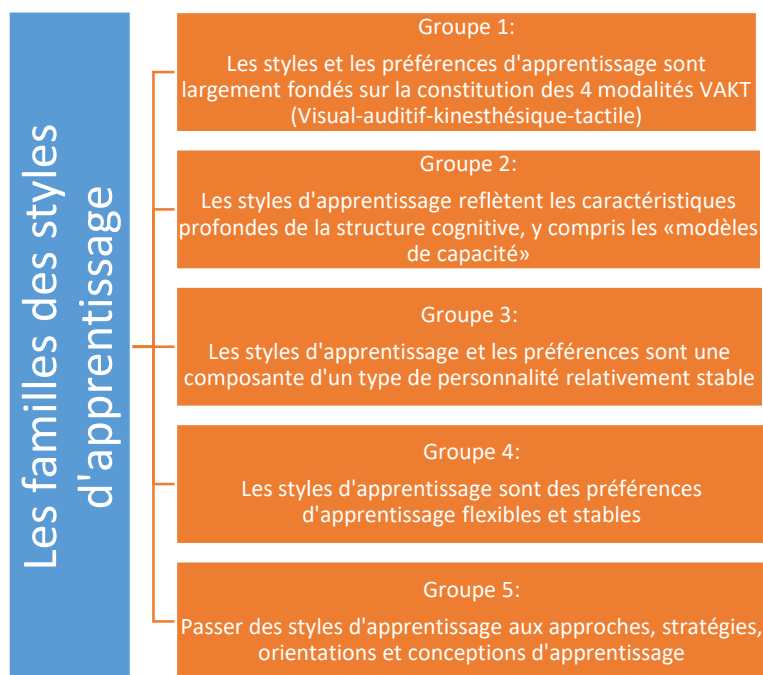 Les familles des styles
d'apprentissage
Groupe 1:
Les styles et les préférences d'apprentissage sont
largement fondés sur la constitution des 4 modalités VAKT
(Visual-auditif-kinesthésique-tactile)
Groupe 2:
Les styles d'apprentissage reflètent les caractéristiques
profondes de la structure cognitive, y compris les «modèles
de capacité»
Groupe 3:
Les styles d'apprentissage et les préférences sont une
composante d'un type de personnalité relativement stable
Groupe 4:
Les styles d'apprentissage sont des préférences
d'apprentissage flexibles et stables
Groupe 5:
Passer des styles d'apprentissage aux approches, stratégies,
orientations et conceptions d'apprentissage